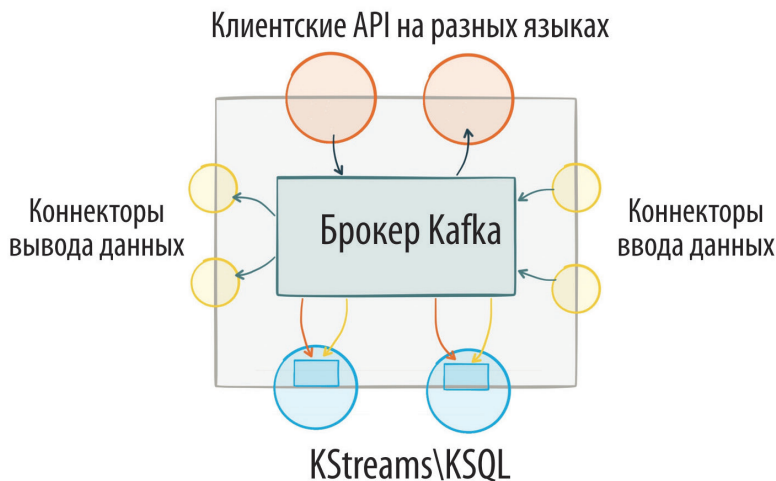 Клиентские API на разных языках
Коннекторы
вывода данных
Брокер Kafka
Коннекторы
ввода данных
KStreams\KSQL